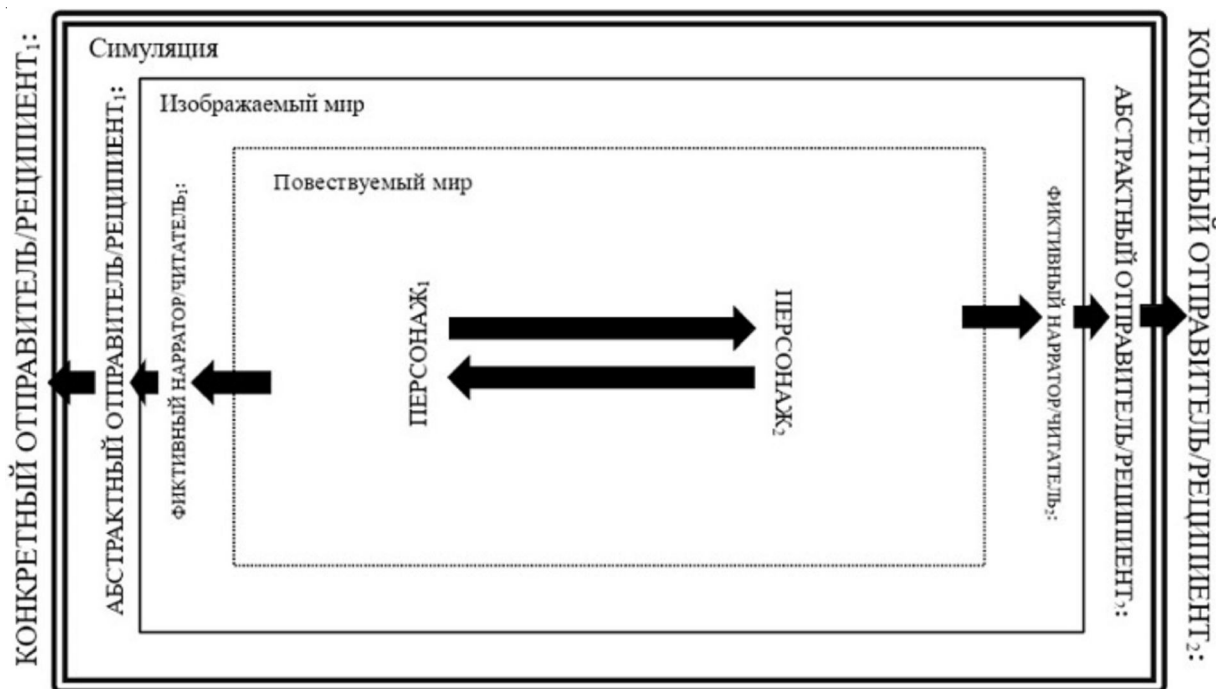 КОНКРЕТНЫЙ ОТПРАВИТЕЛЬ/РЕЦИПИЕНТ₁:
Симуляция
АБСТРАКТНЫЙ ОТПРАВИТЕЛЬ/РЕЦИПИЕНТ₁:
Изображаемый мир
ФИКТИВНЫЙ НАРРАТОР/ЧИТАТЕЛЬ₁:
Повествуемый мир
ПЕРСОНАЖ₁
ПЕРСОНАЖ₂
ФИКТИВНЫЙ НАРРАТОР/ЧИТАТЕЛЬ₂:
АБСТРАКТНЫЙ ОТПРАВИТЕЛЬ/РЕЦИПИЕНТ₂:
КОНКРЕТНЫЙ ОТПРАВИТЕЛЬ/РЕЦИПИЕНТ₂: